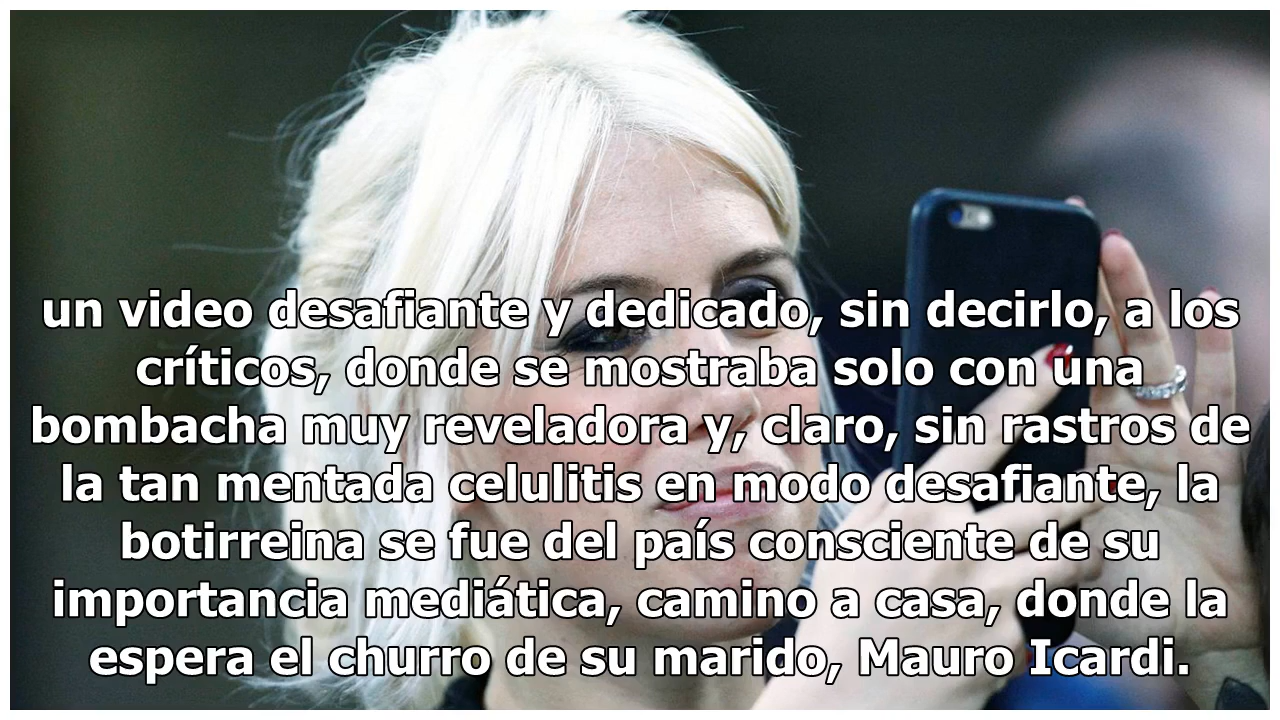 un video desafiante y dedicado, sin decirlo, a los
críticos, donde se mostraba solo con una
bombacha muy reveladora y, claro, sin rastros de
la tan mentada celulitis en modo desafiante, la
botirreina se fue del país consciente de su
importancia mediática, camino a casa, donde la
espera el churro de su marido, Mauro Icardi.